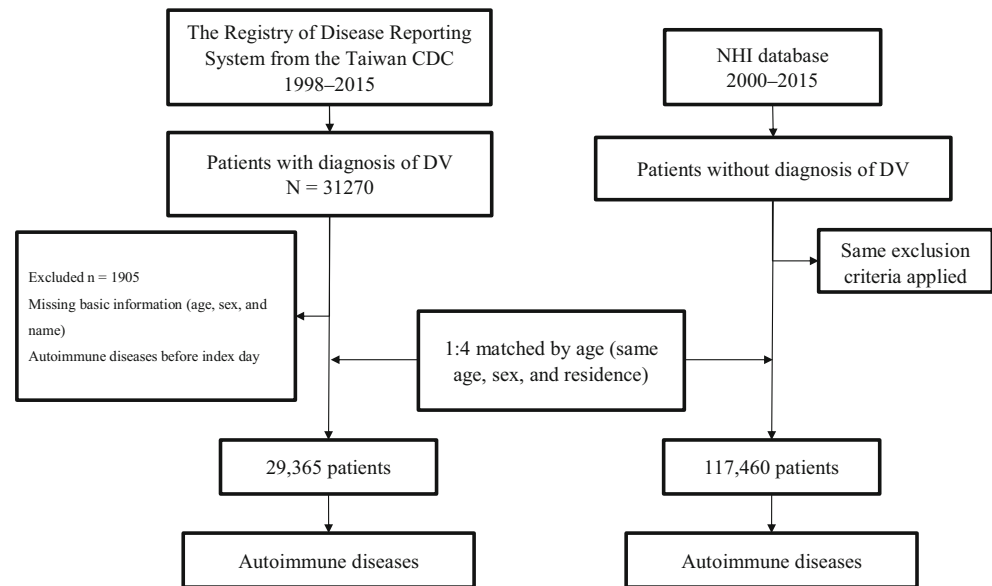 The Registry of Disease Reporting
System from the Taiwan CDC
1998–2015
NHI database
2000–2015
Patients with diagnosis of DV
N = 31270
Patients without diagnosis of DV
Excluded n = 1905
Missing basic information (age, sex, and
name)
Autoimmune diseases before index day
Same exclusion
criteria applied
1:4 matched by age (same
age, sex, and residence)
29,365 patients
117,460 patients
Autoimmune diseases
Autoimmune diseases